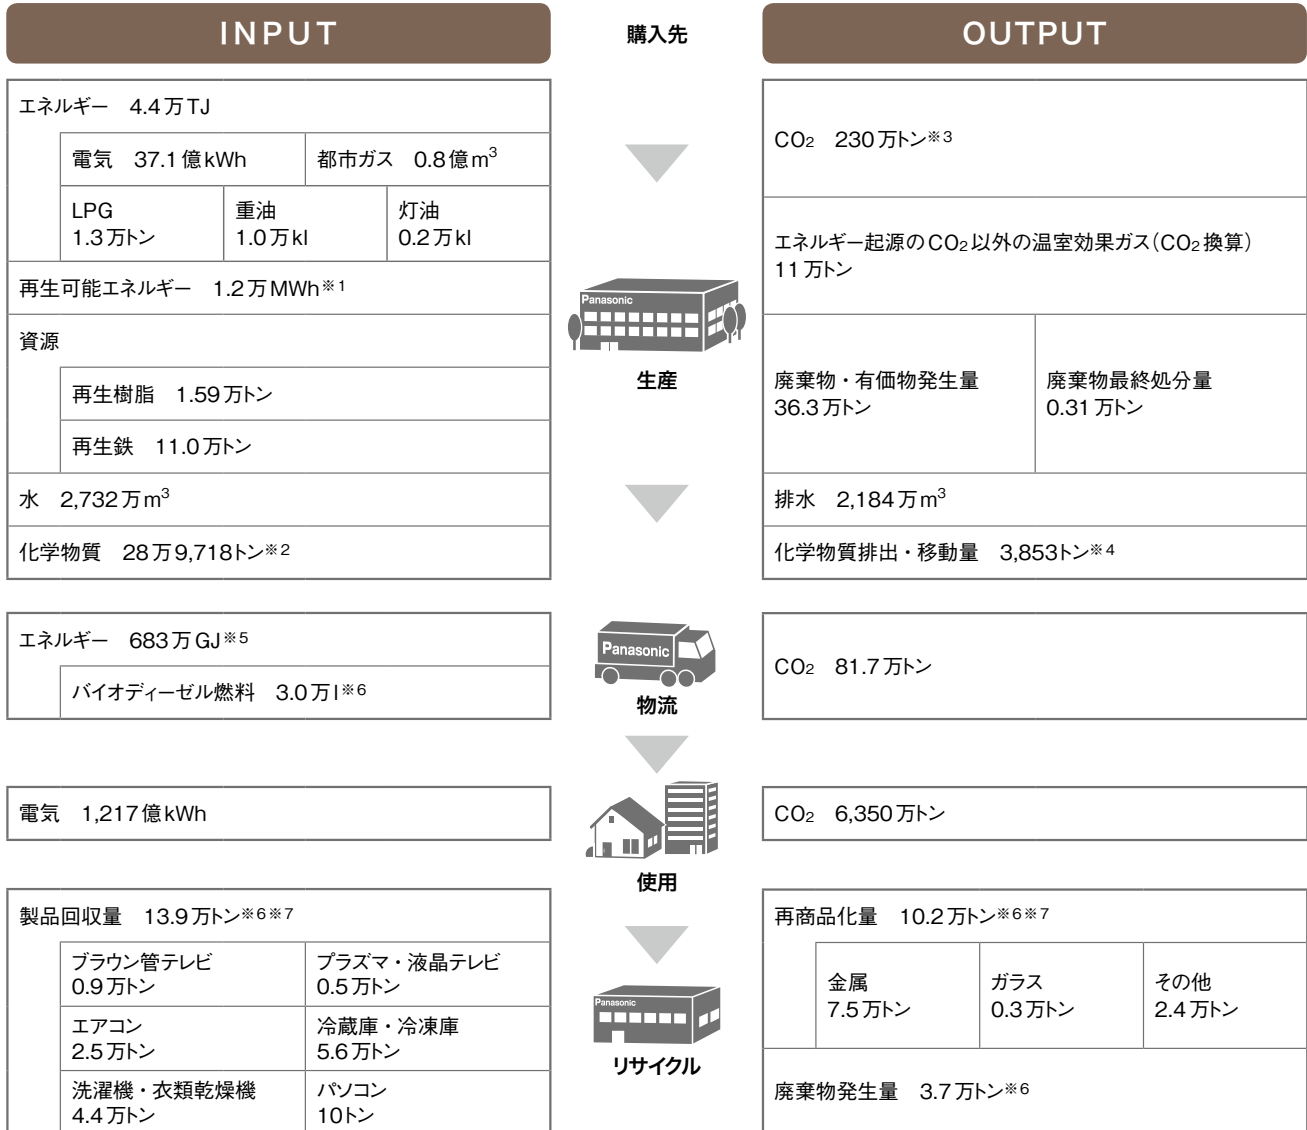 INPUT
購入先
OUTPUT
エネルギー 4.4万TJ
電気 37.1億kWh
都市ガス 0.8億m³
LPG
1.3万トン
重油
1.0万kl
灯油
0.2万kl
再生可能エネルギー 1.2万MWh※1
資源
再生樹脂 1.59万トン
再生鉄 11.0万トン
水 2,732万m³
化学物質 28万9,718トン※2
Panasonic
生産
CO₂ 230万トン※3
エネルギー起源のCO₂以外の温室効果ガス(CO₂換算)
11万トン
廃棄物・有価物発生量
36.3万トン
廃棄物最終処分量
0.31万トン
排水 2,184万m³
化学物質排出・移動量 3,853トン※4
エネルギー 683万GJ※5
バイオディーゼル燃料 3.0万l※6
Panasonic
物流
CO₂ 81.7万トン
電気 1,217億kWh
使用
CO₂ 6,350万トン
製品回収量 13.9万トン※6※7
ブラウン管テレビ
0.9万トン
プラズマ・液晶テレビ
0.5万トン
エアコン
2.5万トン
冷蔵庫・冷凍庫
5.6万トン
洗濯機・衣類乾燥機
4.4万トン
パソコン
10トン
Panasonic
リサイクル
再商品化量 10.2万トン※6※7
金属
7.5万トン
ガラス
0.3万トン
その他
2.4万トン
廃棄物発生量 3.7万トン※6